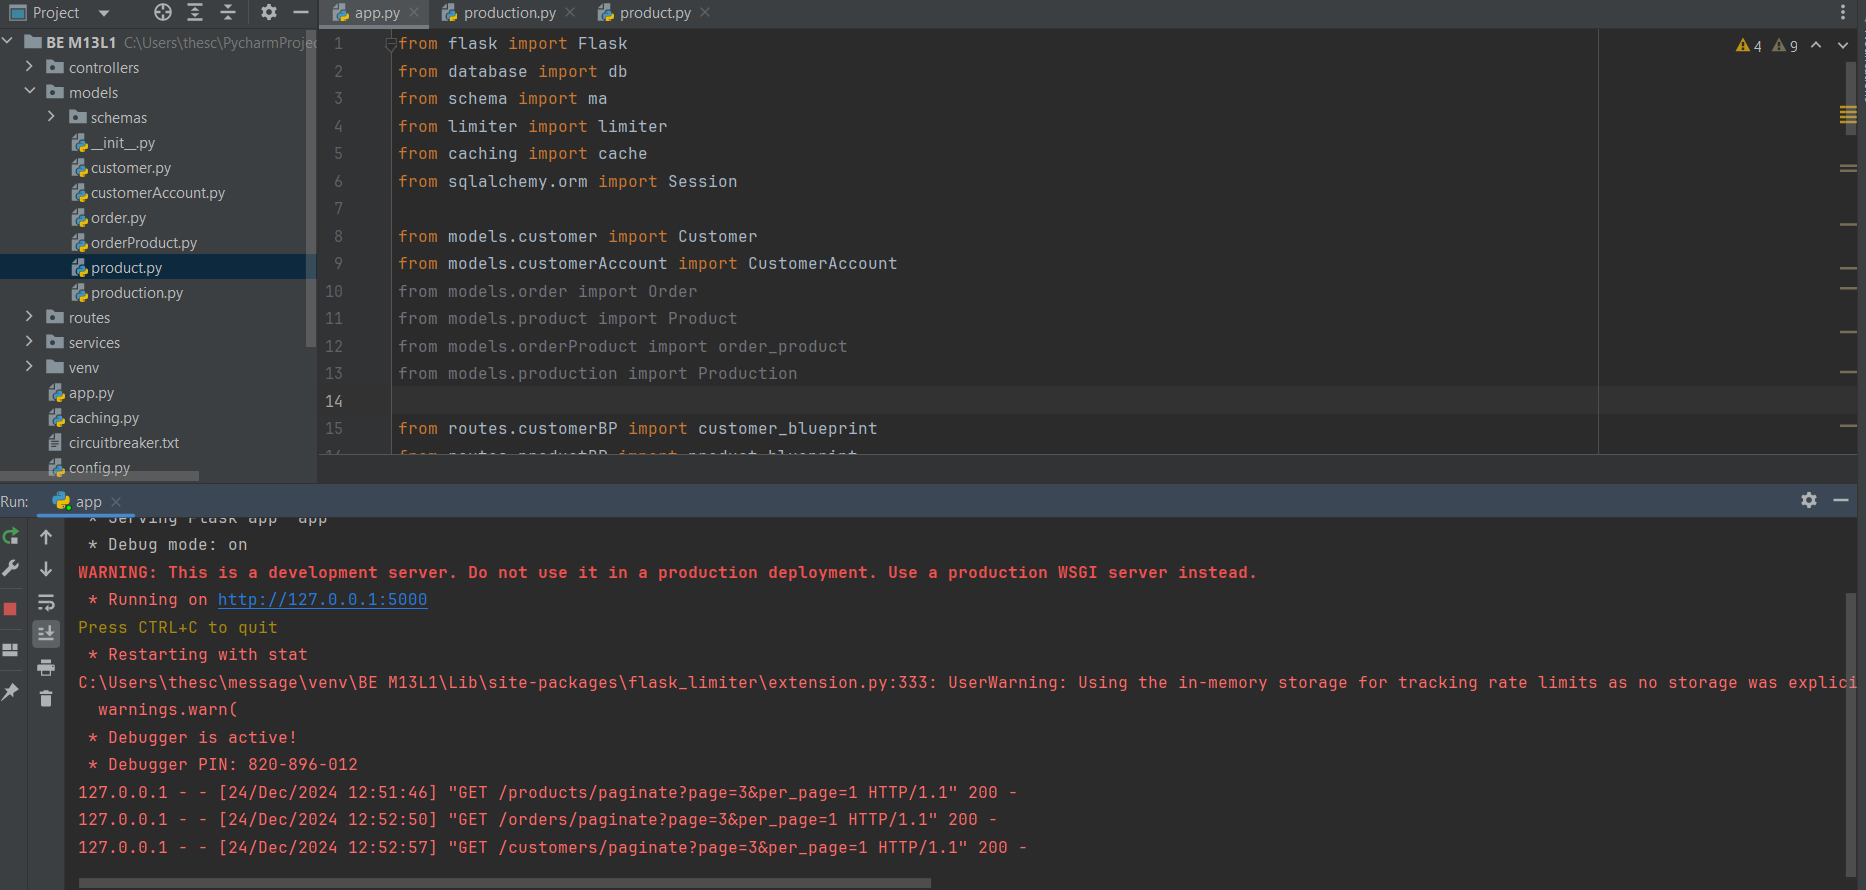 Project
app.py
production.py
product.py
BE M13L1 C:\Users\thesc\PycharmProjec
controllers
models
schemas
__init__.py
customer.py
customerAccount.py
order.py
orderProduct.py
product.py
production.py
routes
services
venv
app.py
caching.py
circuitbreaker.txt
config.py
4 9
1 from flask import Flask
2 from database import db
3 from schema import ma
4 from limiter import limiter
5 from caching import cache
6 from sqlalchemy.orm import Session
7
8 from models.customer import Customer
9 from models.customerAccount import CustomerAccount
10 from models.order import Order
11 from models.product import Product
12 from models.orderProduct import order_product
13 from models.production import Production
14
15 from routes.customerBP import customer_blueprint
Run: app
* Serving Flask app 'app'
* Debug mode: on
WARNING: This is a development server. Do not use it in a production deployment. Use a production WSGI server instead.
* Running on http://127.0.0.1:5000
Press CTRL+C to quit
* Restarting with stat
C:\Users\thesc\message\venv\BE M13L1\Lib\site-packages\flask_limiter\extension.py:333: UserWarning: Using the in-memory storage for tracking rate limits as no storage was explici
warnings.warn(
* Debugger is active!
* Debugger PIN: 820-896-012
127.0.0.1 - - [24/Dec/2024 12:51:46] "GET /products/paginate?page=3&per_page=1 HTTP/1.1" 200 -
127.0.0.1 - - [24/Dec/2024 12:52:50] "GET /orders/paginate?page=3&per_page=1 HTTP/1.1" 200 -
127.0.0.1 - - [24/Dec/2024 12:52:57] "GET /customers/paginate?page=3&per_page=1 HTTP/1.1" 200 -